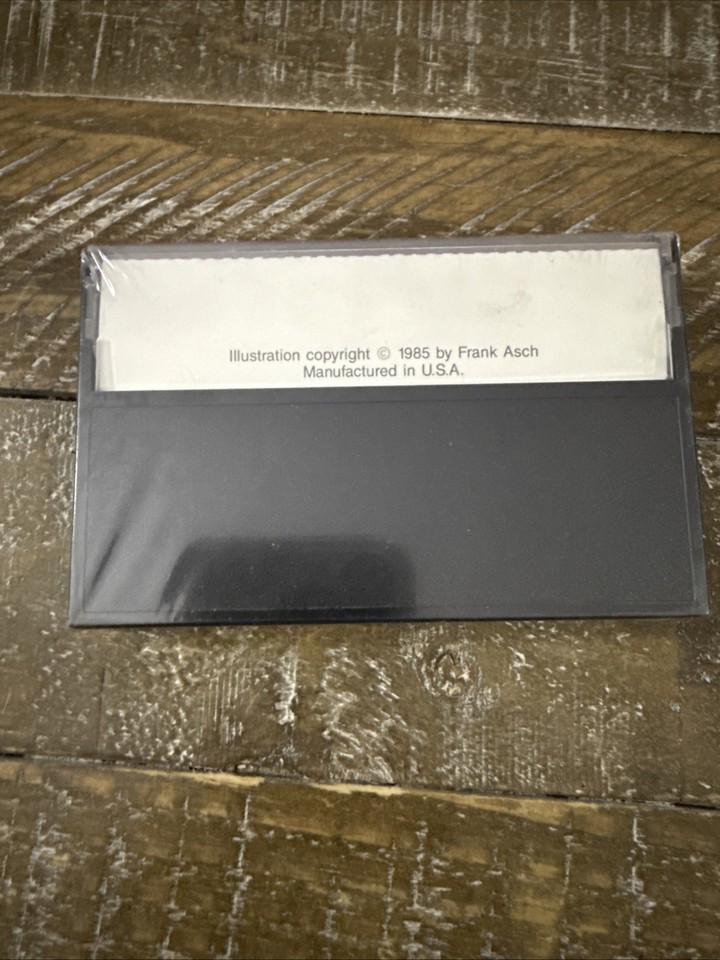 Illustration copyright © 1985 by Frank Asch
Manufactured in U.S.A.